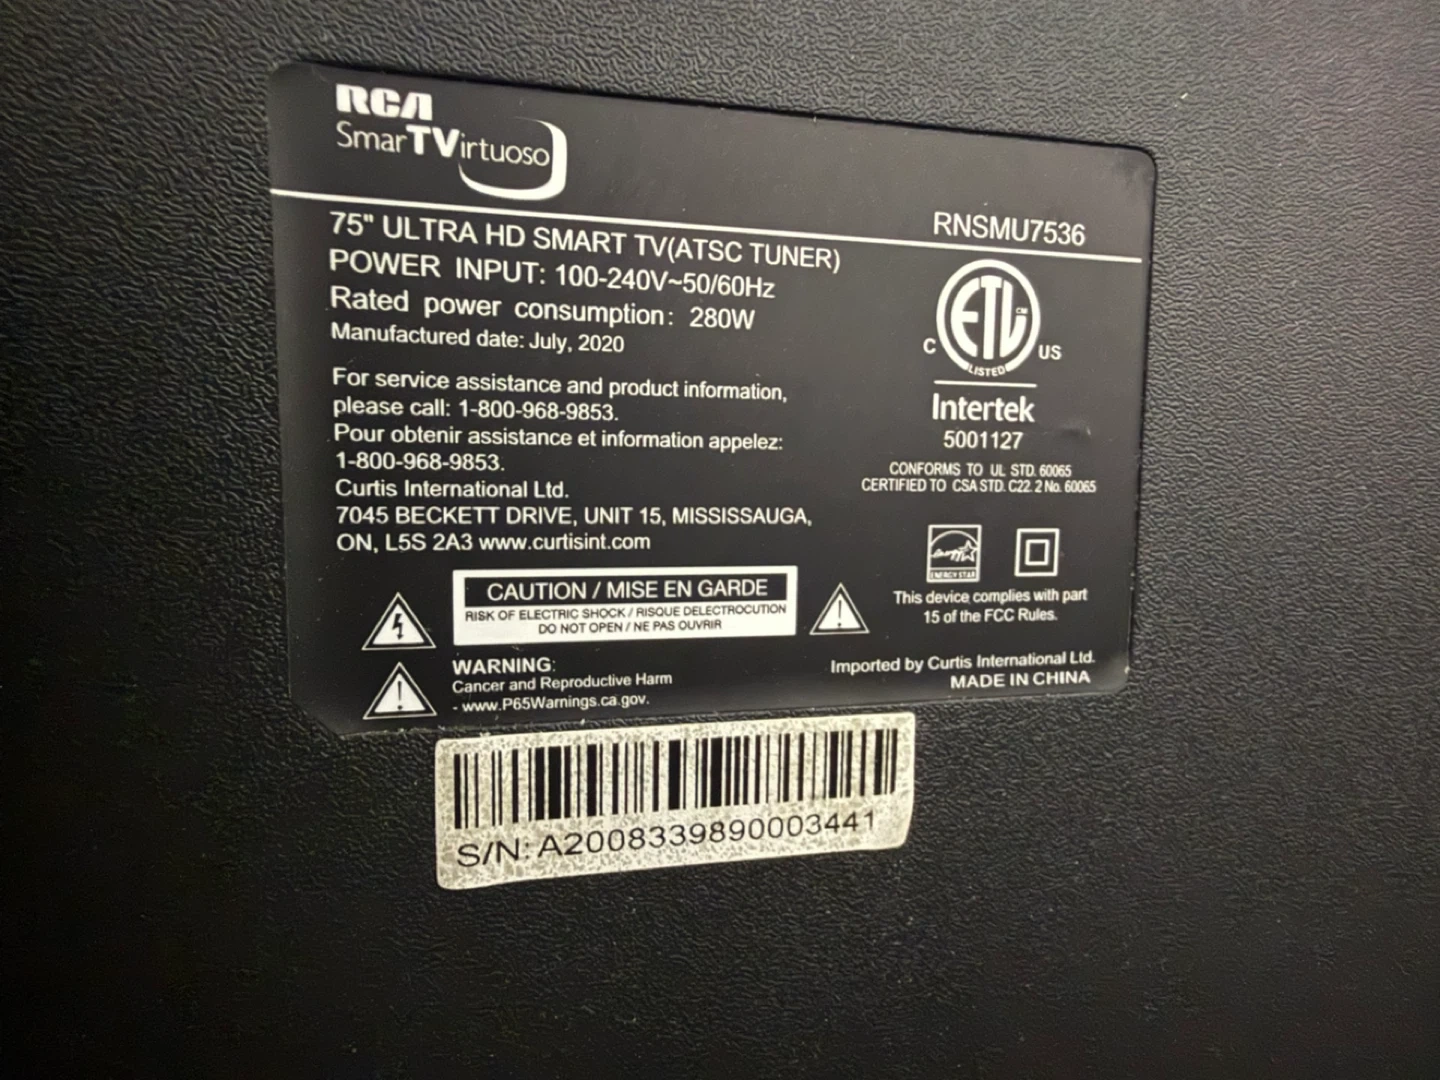 RCA
SmarTVirtuoso
RNSMU7536
75" ULTRA HD SMART TV(ATSC TUNER)
POWER INPUT: 100-240V~50/60Hz
Rated power consumption: 280W
Manufactured date: July, 2020
For service assistance and product information,
please call: 1-800-968-9853.
Pour obtenir assistance et information appelez:
1-800-968-9853.
Curtis International Ltd.
7045 BECKETT DRIVE, UNIT 15, MISSISSAUGA,
ON, L5S 2A3 www.curtisint.com
ETL CM
C US
LISTED
Intertek
5001127
CONFORMS TO UL STD. 60065
CERTIFIED TO CSA STD. C22.2 No. 60065
energy
ENERGY STAR
This device complies with part
15 of the FCC Rules.
CAUTION / MISE EN GARDE
RISK OF ELECTRIC SHOCK / RISQUE DELECTROCUTION
DO NOT OPEN / NE PAS OUVRIR
WARNING:
Cancer and Reproductive Harm
- www.P65Warnings.ca.gov.
Imported by Curtis International Ltd.
MADE IN CHINA
S/N: A2008339890003441